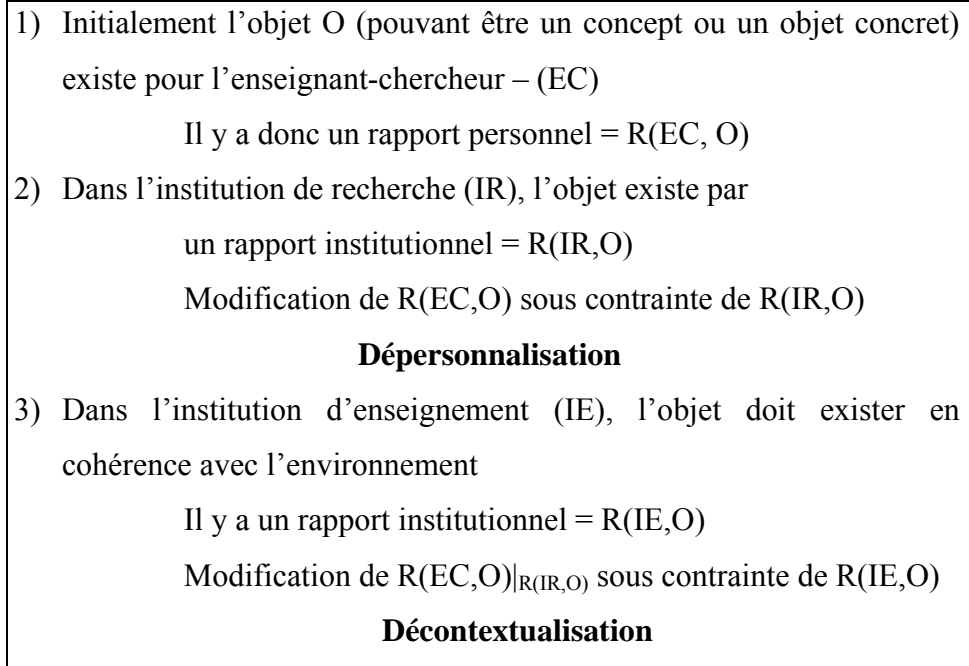 1) Initialement l’objet O (pouvant être un concept ou un objet concret)
existe pour l’enseignant-chercheur – (EC)
Il y a donc un rapport personnel = R(EC, O)
2) Dans l’institution de recherche (IR), l’objet existe par
un rapport institutionnel = R(IR,O)
Modification de R(EC,O) sous contrainte de R(IR,O)
Dépersonnalisation
3) Dans l’institution d’enseignement (IE), l’objet doit exister en
cohérence avec l’environnement
Il y a un rapport institutionnel = R(IE,O)
Modification de R(EC,O)|R(IR,O) sous contrainte de R(IE,O)
Décontextualisation